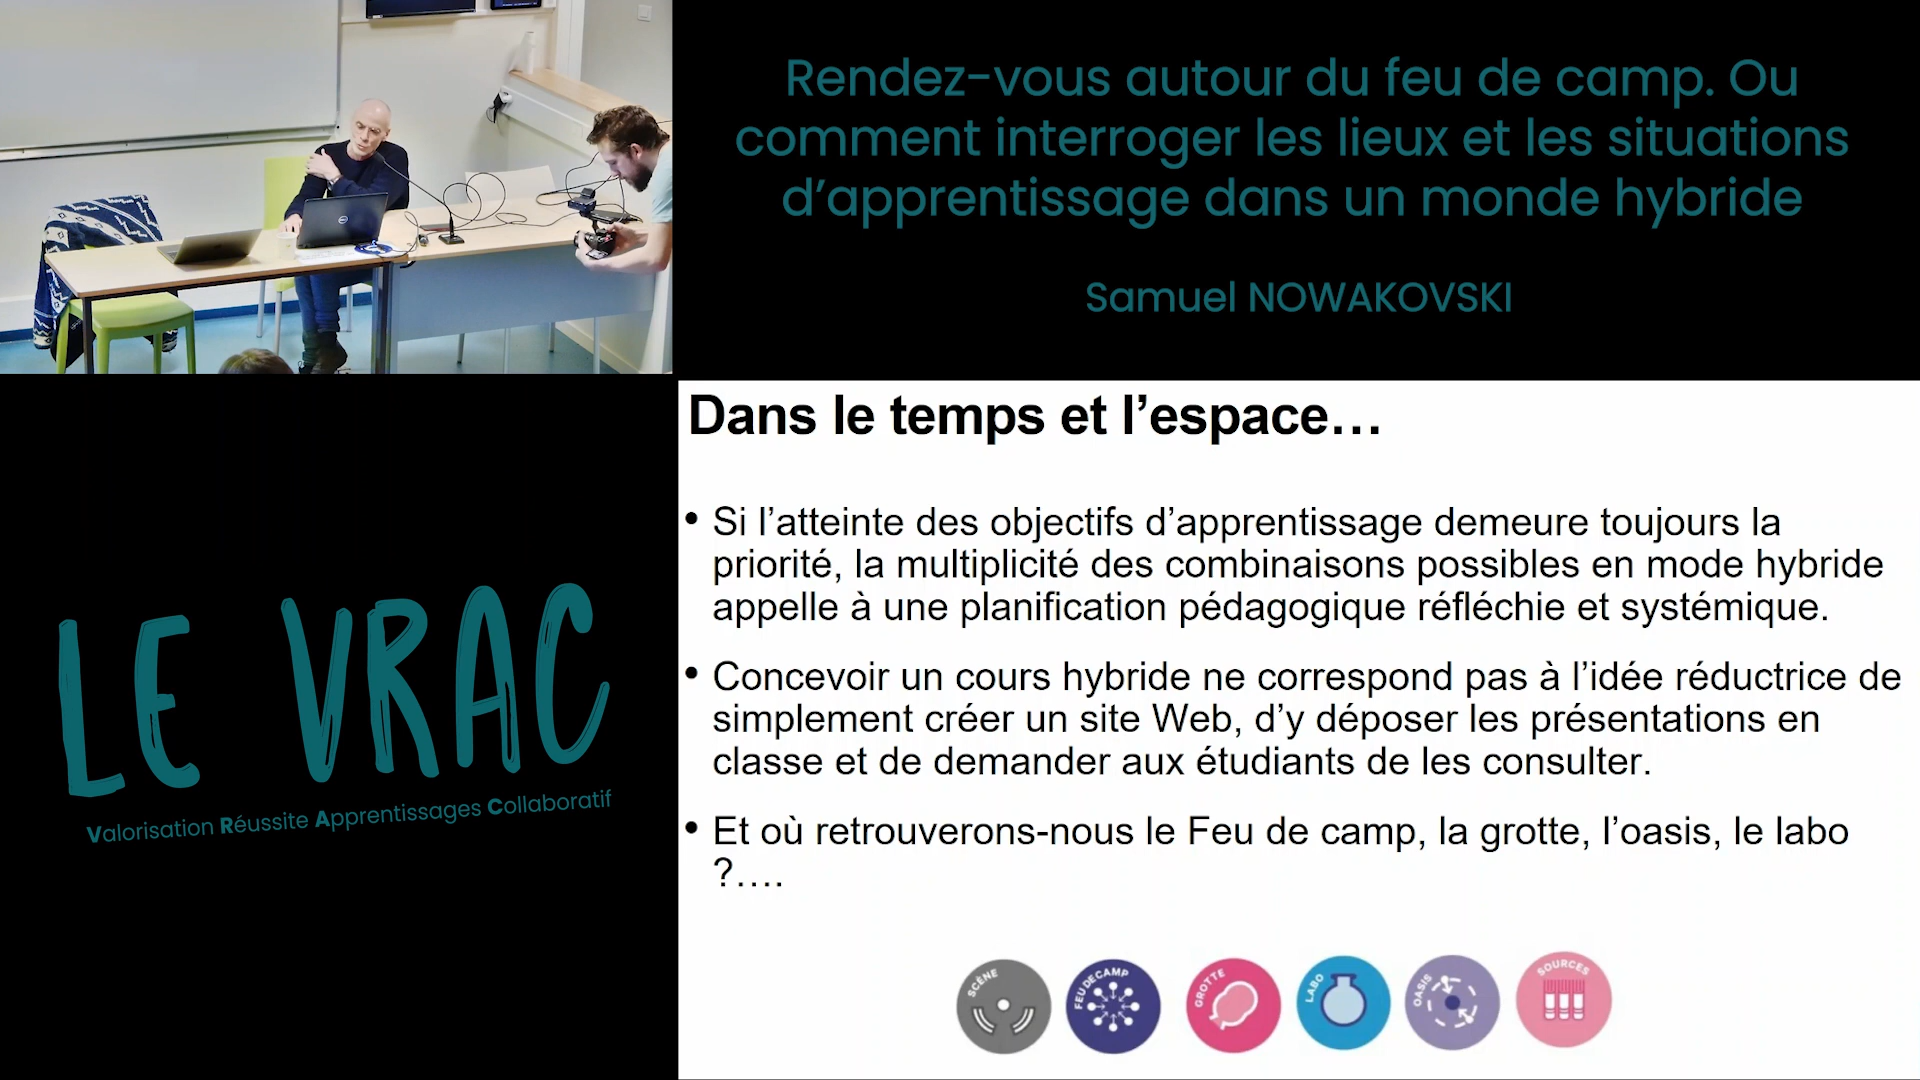 Rendez-vous autour du feu de camp. Ou
comment interroger les lieux et les situations
d’apprentissage dans un monde hybride
Samuel NOWAKOVSKI
LE VRAC
Valorisation Réussite Apprentissages Collaboratif
Dans le temps et l’espace…
• Si l’atteinte des objectifs d’apprentissage demeure toujours la
priorité, la multiplicité des combinaisons possibles en mode hybride
appelle à une planification pédagogique réfléchie et systémique.
• Concevoir un cours hybride ne correspond pas à l’idée réductrice de
simplement créer un site Web, d’y déposer les présentations en
classe et de demander aux étudiants de les consulter.
• Et où retrouverons-nous le Feu de camp, la grotte, l’oasis, le labo
?….
SCÈNE
FEU DE CAMP
GROTTE
LABO
OASIS
SOURCES